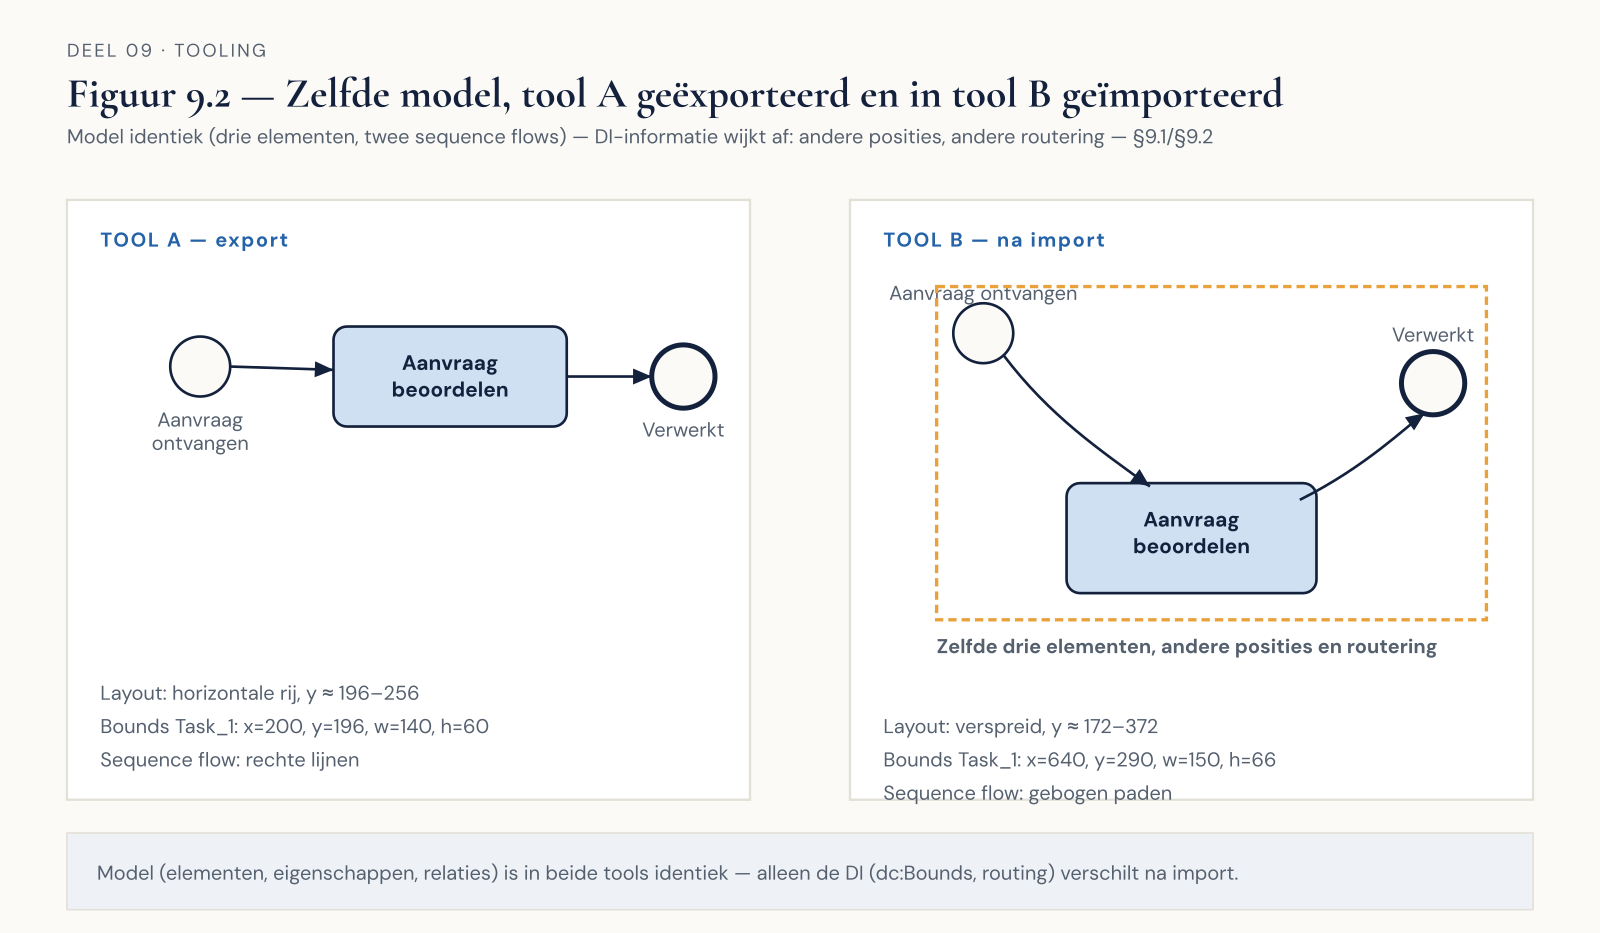 DEEL 09 · TOOLING
Figuur 9.2 — Zelfde model, tool A geëxporteerd en in tool B geïmporteerd
Model identiek (drie elementen, twee sequence flows) — DI-informatie wijkt af: andere posities, andere routering — §9.1/§9.2
TOOL A — export
Aanvraag
beoordelen
Aanvraag
ontvangen
Verwerkt
Layout: horizontale rij, y ≈ 196–256
Bounds Task_1: x=200, y=196, w=140, h=60
Sequence flow: rechte lijnen
TOOL B — na import
Aanvraag ontvangen
Verwerkt
Aanvraag
beoordelen
Zelfde drie elementen, andere posities en routering
Layout: verspreid, y ≈ 172–372
Bounds Task_1: x=640, y=290, w=150, h=66
Sequence flow: gebogen paden
Model (elementen, eigenschappen, relaties) is in beide tools identiek — alleen de DI (dc:Bounds, routing) verschilt na import.